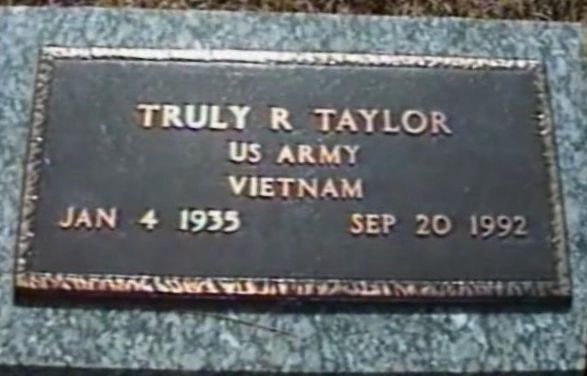 TRULY R TAYLOR
US ARMY
VIETNAM
JAN 4 1935 SEP 20 1992